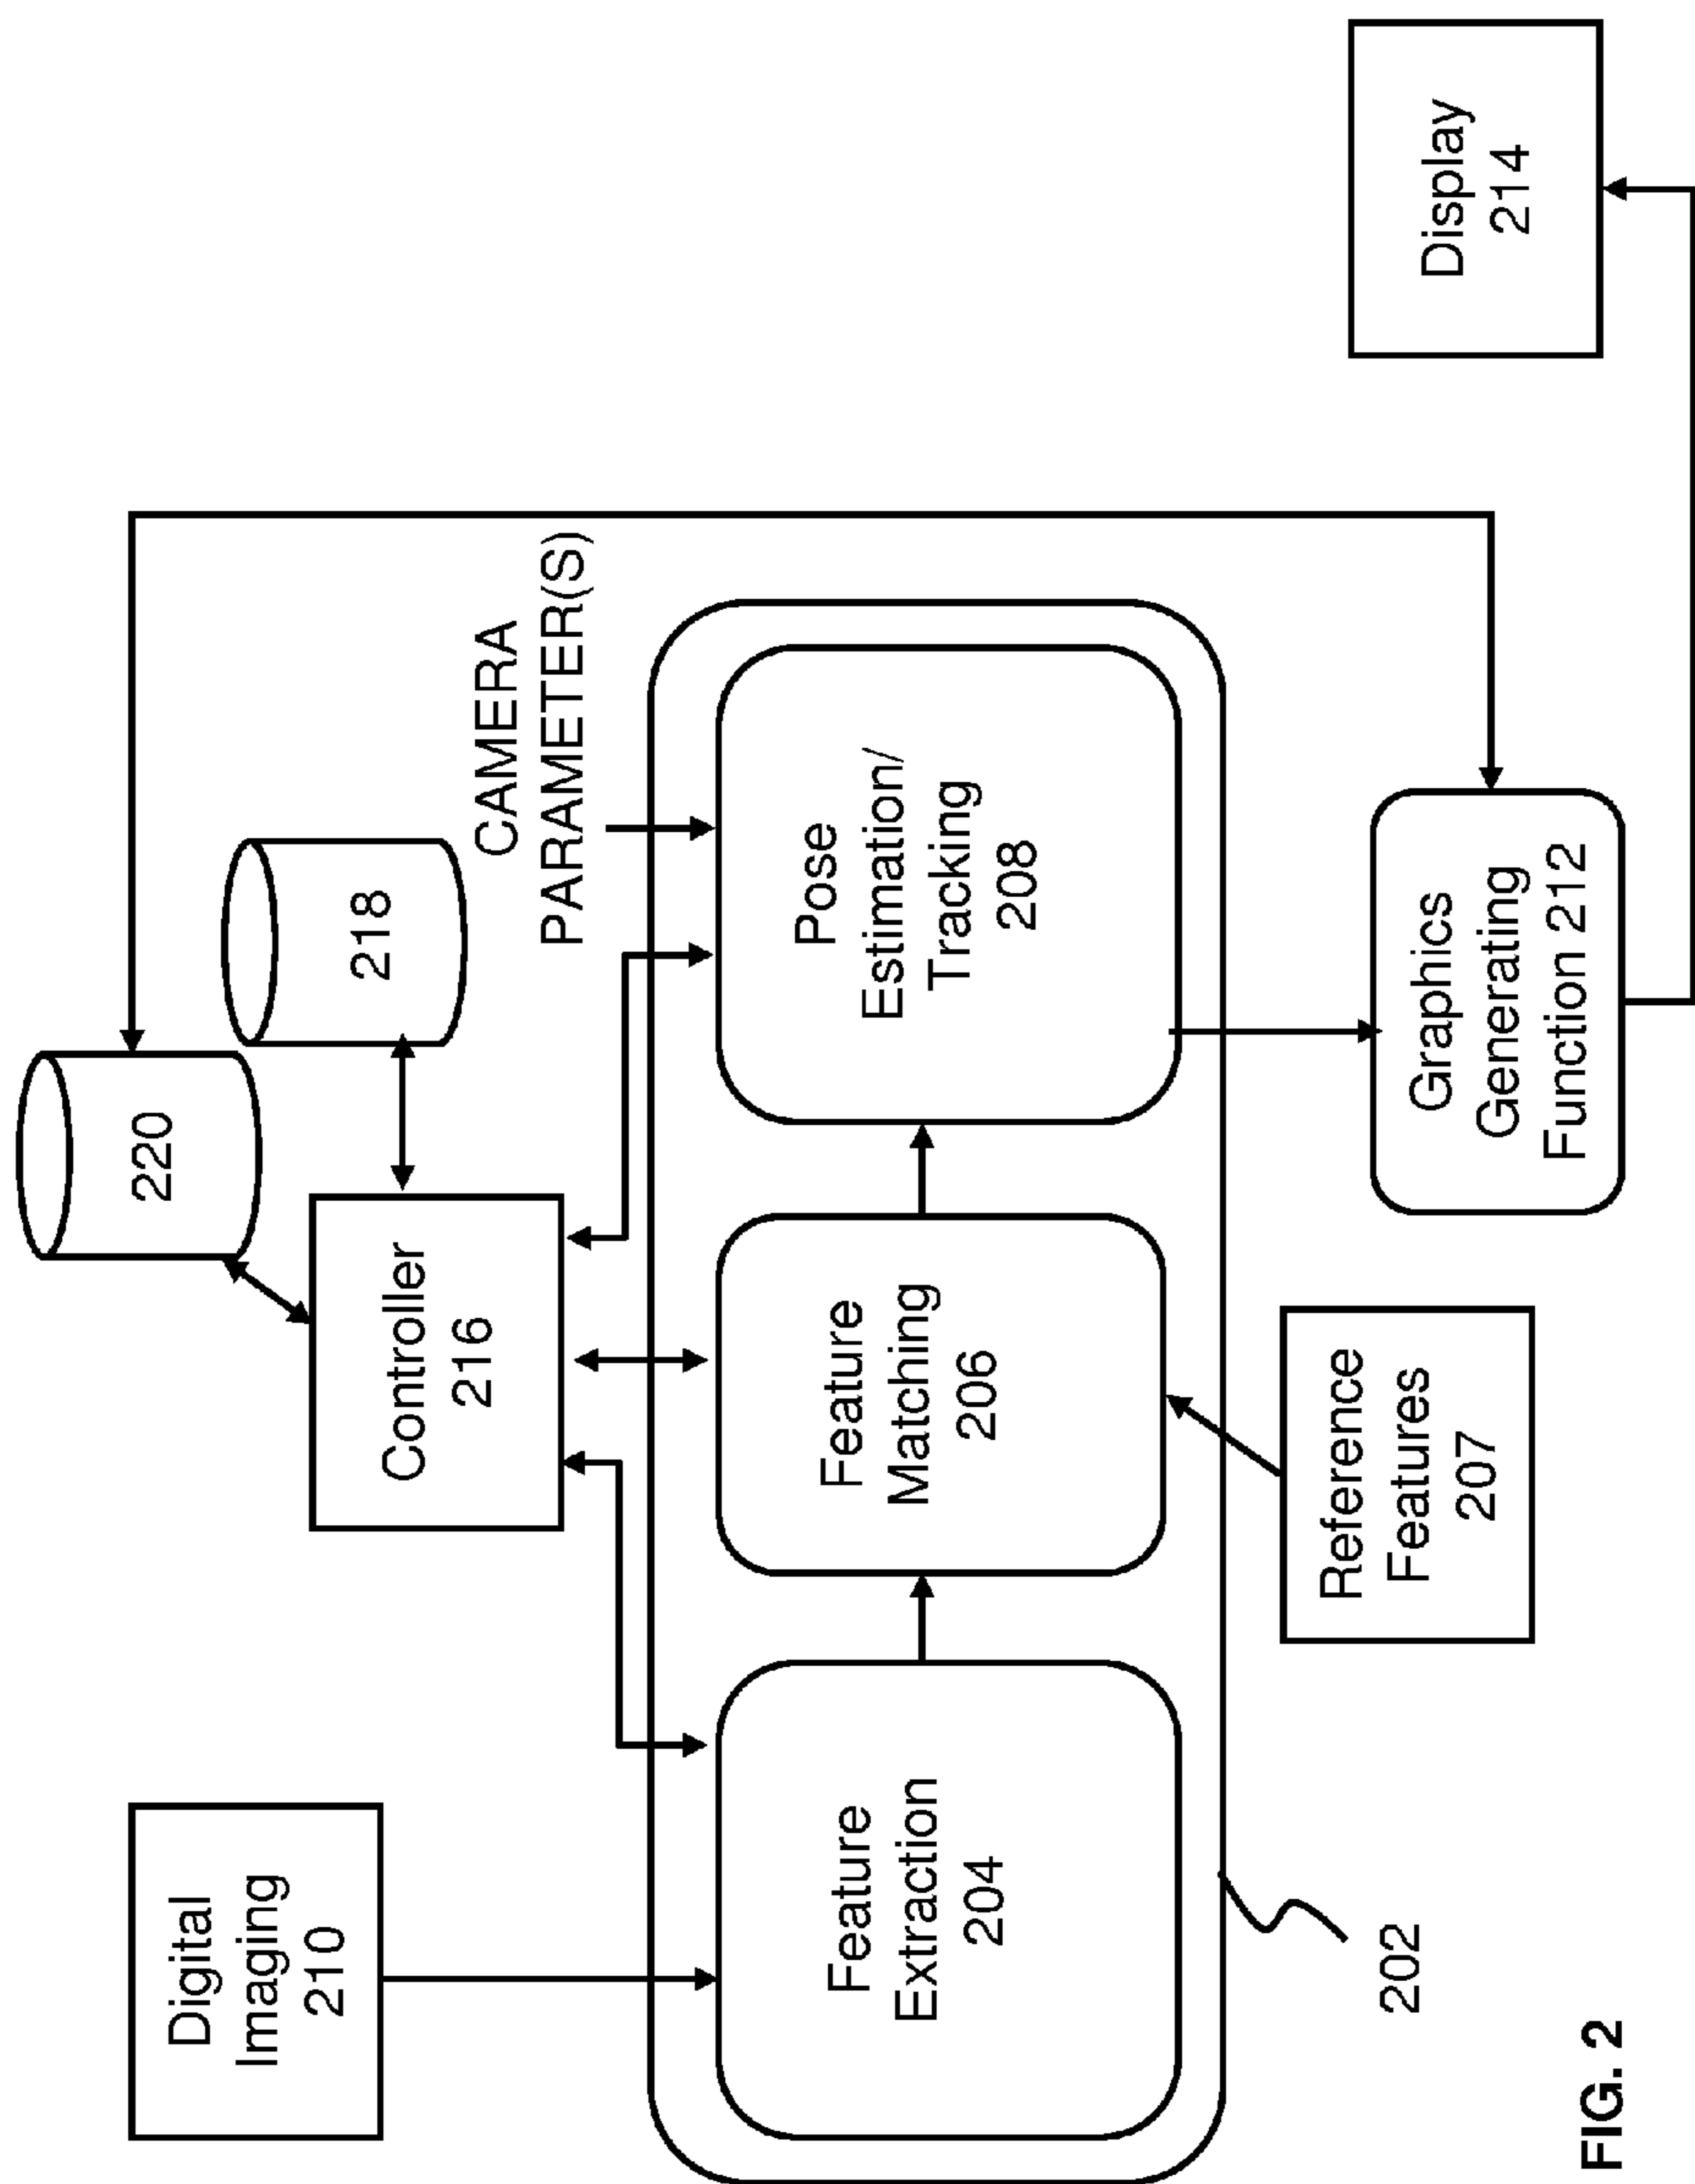 220
218
Digital
Imaging
210
Controller
216
CAMERA
PARAMETER(S)
Feature
Extraction
204
Feature
Matching
206
Pose
Estimation/
Tracking
208
202
Reference
Features
207
Graphics
Generating
Function 212
Display
214
FIG. 2